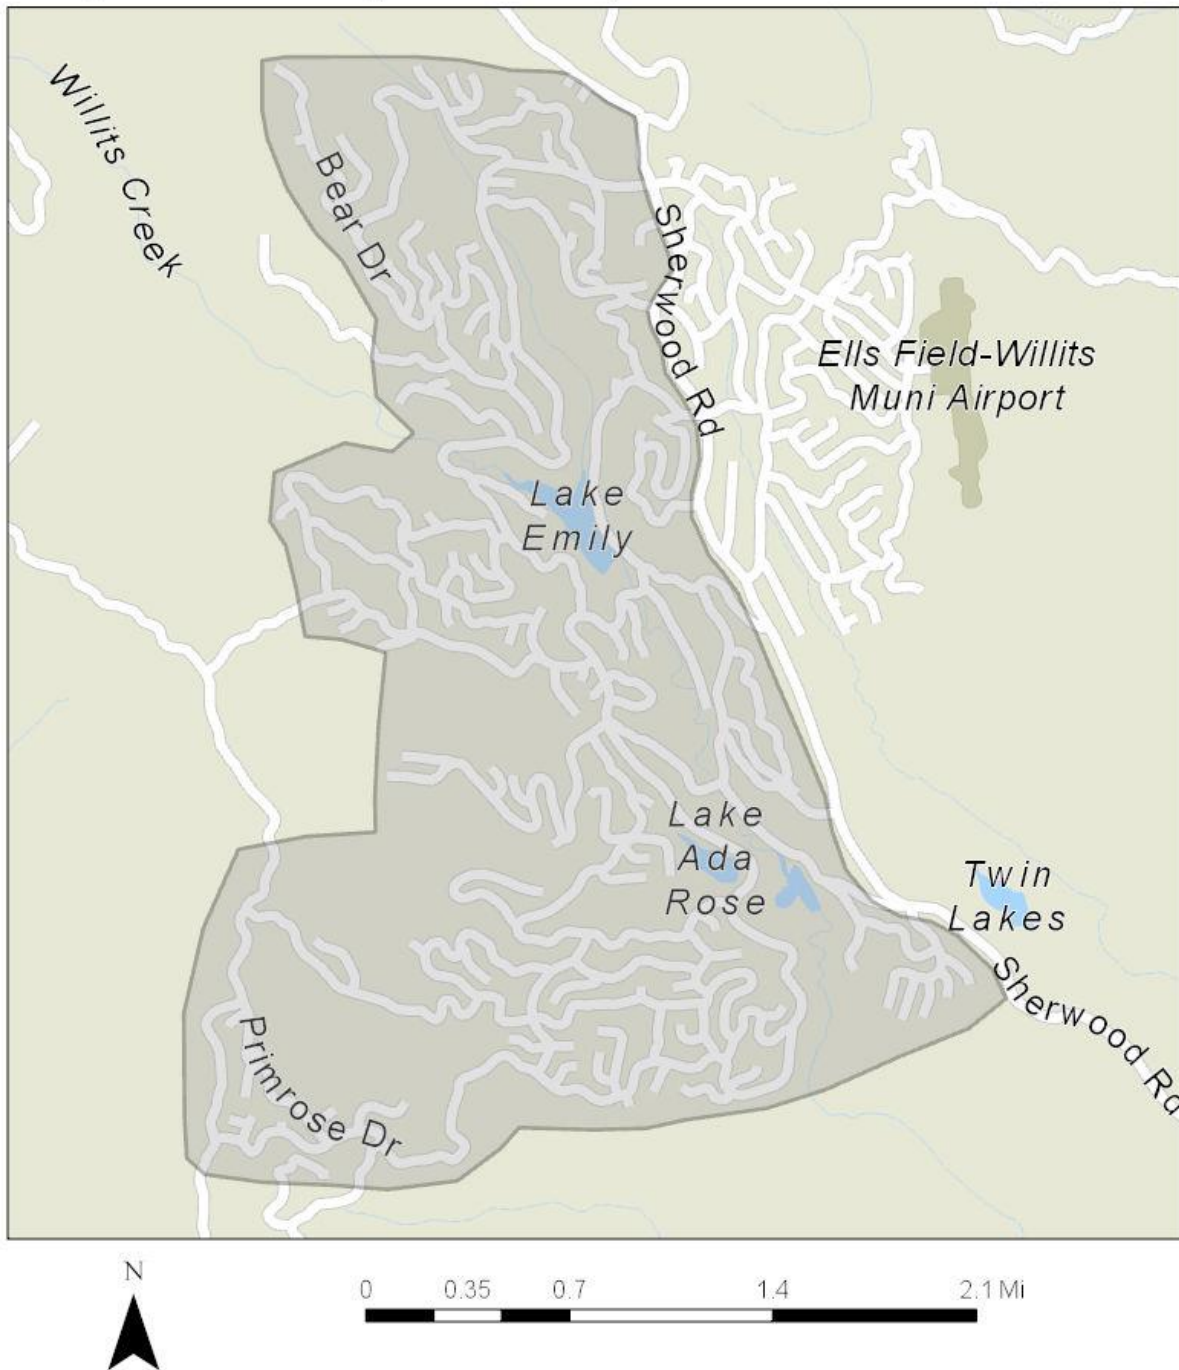 Willits Creek
Bear Dr
Sherwood Rd
Ells Field-Willits
Muni Airport
Lake
Emily
Lake
Ada
Rose
Twin
Lakes
Sherwood Rd
Primrose Dr
N
0 0.35 0.7 1.4 2.1 Mi